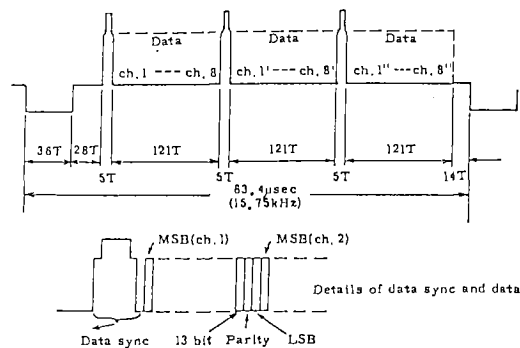 Data Data Data
ch, 1 ---- ch, 8 ch, 1' ---- ch, 8' ch, 1'' ---ch, 8''
36T 28T 121T 121T 121T
5T 5T 5T 14T
63.4μsec
(15.75kHz)
MSB(ch, 1) MSB(ch, 2)
Details of data sync and data
Data sync 13 bit Parity LSB